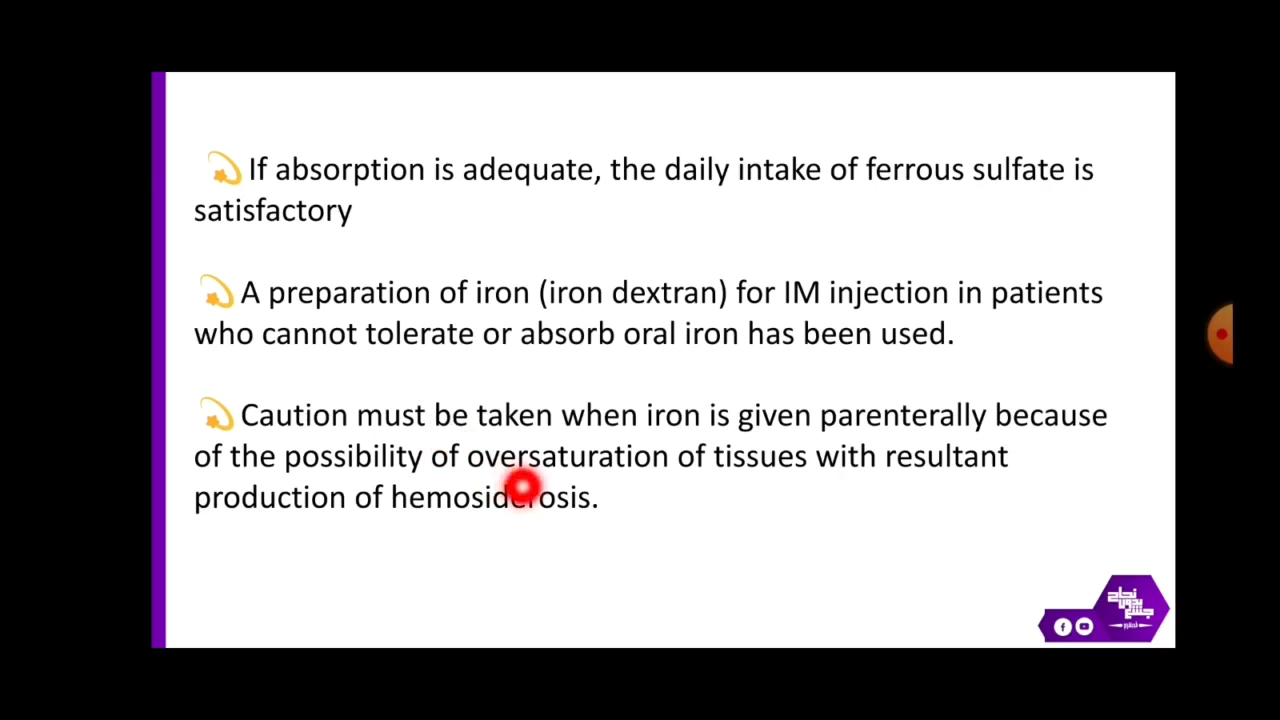 If absorption is adequate, the daily intake of ferrous sulfate is
satisfactory
A preparation of iron (iron dextran) for IM injection in patients
who cannot tolerate or absorb oral iron has been used.
Caution must be taken when iron is given parenterally because
of the possibility of oversaturation of tissues with resultant
production of hemosiderosis.